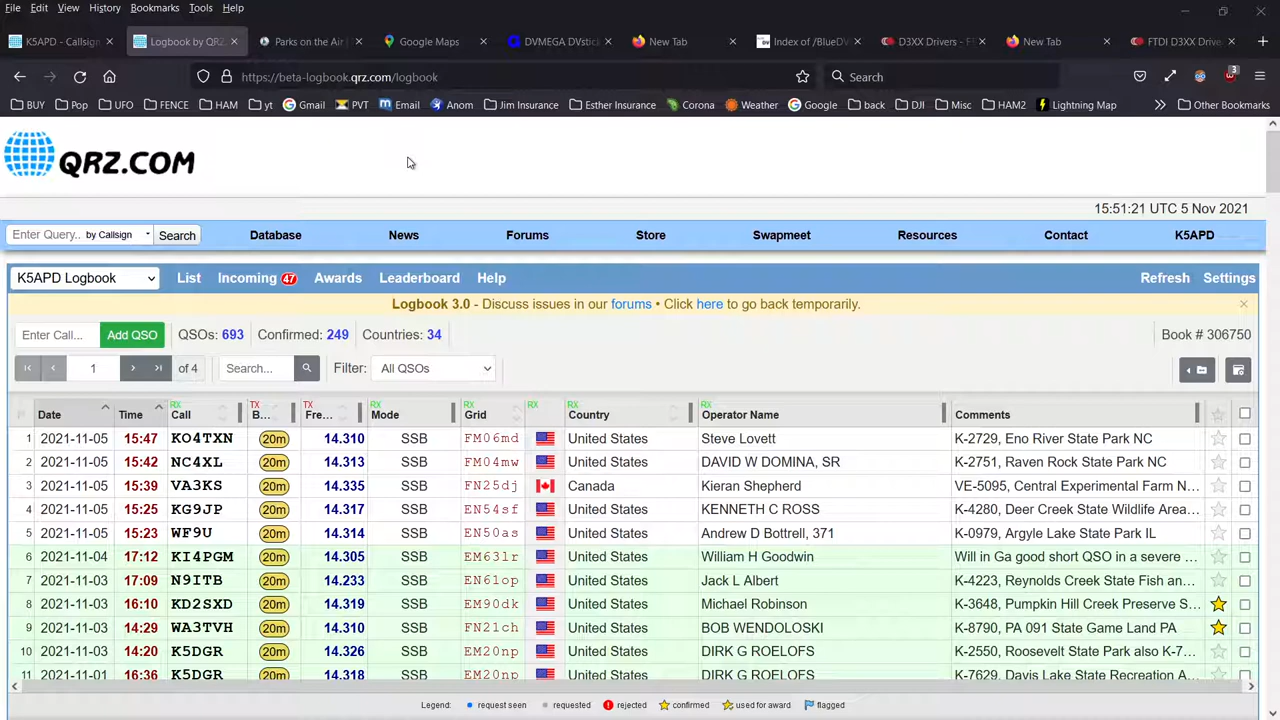 File Edit View History Bookmarks Tools Help
K5APD - Callsign Logbook by QRZ Parks on the Air Google Maps DVMEGA DVstick New Tab Index of /BlueDV D3XX Drivers - FT New Tab FTDI D3XX Drive
https://beta-logbook.qrz.com/logbook Search 3
BUY Pop UFO FENCE HAM yt Gmail PVT Email Anom Jim Insurance Esther Insurance Corona Weather Google back DJI Misc HAM2 Lightning Map Other Bookmarks
QRZ.COM
15:51:21 UTC 5 Nov 2021
Enter Query.. by Callsign Search Database News Forums Store Swapmeet Resources Contact K5APD
K5APD Logbook List Incoming 47 Awards Leaderboard Help Refresh Settings
Logbook 3.0 - Discuss issues in our forums • Click here to go back temporarily. ×
Enter Call... Add QSO QSOs: 693 Confirmed: 249 Countries: 34 Book # 306750
1 of 4 Search... Filter: All QSOs
RX TX TX RX RX RX RX RX
Date Time Call B... Fre... Mode Grid Country Operator Name Comments
1 2021-11-05 15:47 KO4TXN 20m 14.310 SSB FM06md United States Steve Lovett K-2729, Eno River State Park NC
2 2021-11-05 15:42 NC4XL 20m 14.313 SSB FM04mw United States DAVID W DOMINA, SR K-2751, Raven Rock State Park NC
3 2021-11-05 15:39 VA3KS 20m 14.335 SSB FN25dj Canada Kieran Shepherd VE-5095, Central Experimental Farm N...
4 2021-11-05 15:25 KG9JP 20m 14.317 SSB EN54sf United States KENNETH C ROSS K-4280, Deer Creek State Wildlife Area...
5 2021-11-05 15:23 WF9U 20m 14.314 SSB EN50as United States Andrew D Bottrell, 371 K-0979, Argyle Lake State Park IL
6 2021-11-04 17:12 KI4PGM 20m 14.305 SSB EM63lr United States William H Goodwin Will in Ga good short QSO in a severe ...
7 2021-11-03 17:09 N9ITB 20m 14.233 SSB EN61op United States Jack L Albert K-4223, Reynolds Creek State Fish an...
8 2021-11-03 16:10 KD2SXD 20m 14.319 SSB EM90dk United States Michael Robinson K-3648, Pumpkin Hill Creek Preserve S...
9 2021-11-03 14:29 WA3TVH 20m 14.310 SSB FN21ch United States BOB WENDOLOSKI K-8790, PA 091 State Game Land PA
10 2021-11-03 14:20 K5DGR 20m 14.326 SSB EM20np United States DIRK G ROELOFS K-2550, Roosevelt State Park also K-7...
11 2021-11-01 16:36 K5DGR 20m 14.318 SSB EM20np United States DIRK G ROELOFS K-7629, Davis Lake State Recreation A...
Legend: request seen requested rejected confirmed used for award flagged